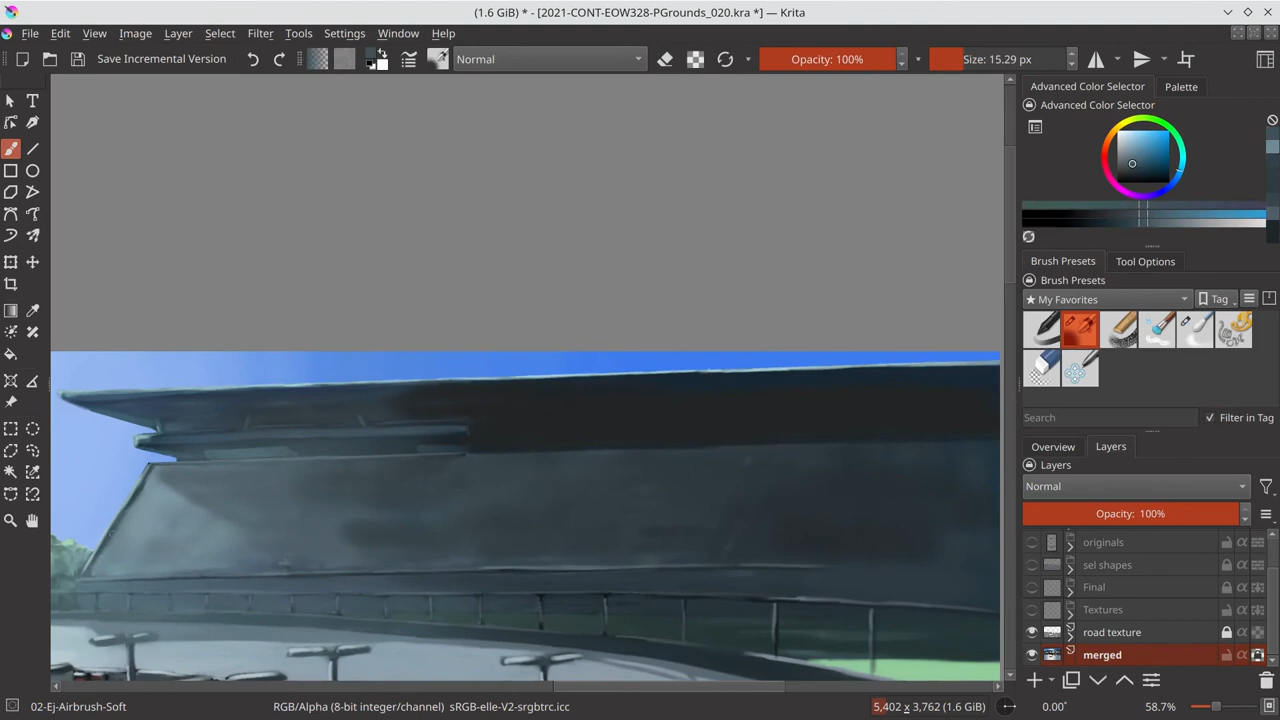 (1.6 GiB) * - [2021-CONT-EOW328-PGrounds_020.kra *] — Krita
File Edit View Image Layer Select Filter Tools Settings Window Help
Save Incremental Version Normal Opacity: 100% Size: 15.29 px
Advanced Color Selector Palette
Advanced Color Selector
Brush Presets Tool Options
Brush Presets
★ My Favorites Tag
Search Filter in Tag
Overview Layers
Layers
Normal
Opacity: 100%
originals
sel shapes
Final
Textures
road texture
merged
02-Ej-Airbrush-Soft RGB/Alpha (8-bit integer/channel) sRGB-elle-V2-srgbtrc.icc 5,402 x 3,762 (1.6 GiB) 0.00° 58.7%